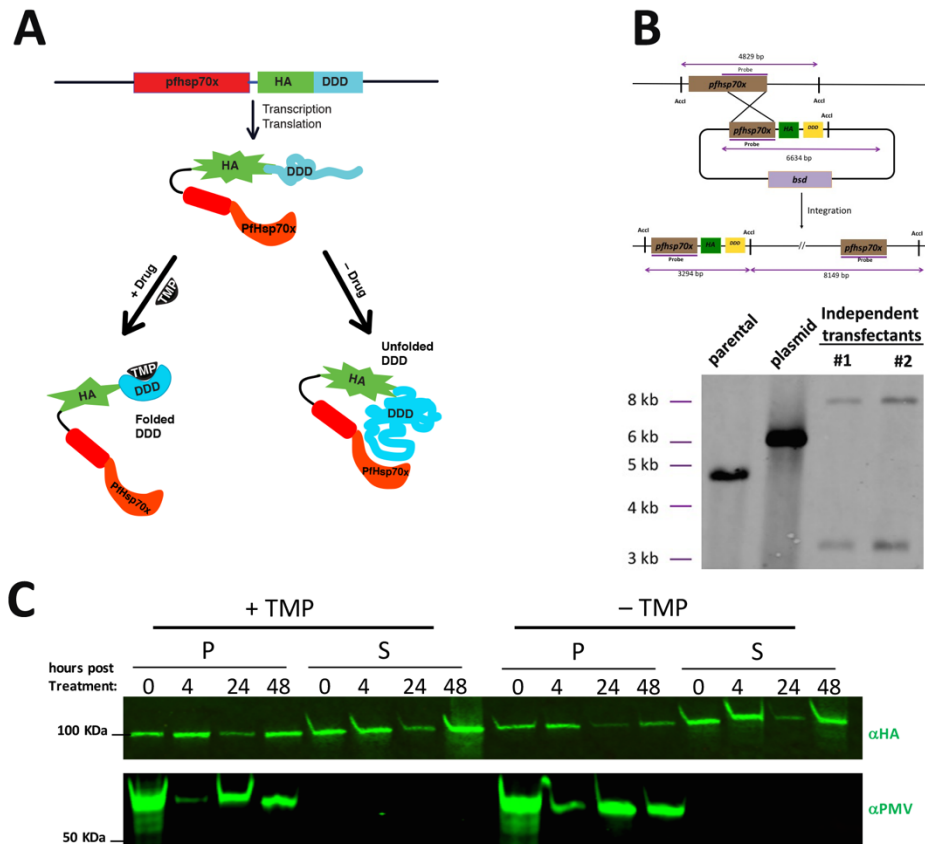 A
pfhsp70x HA DDD
Transcription
Translation
HA DDD
PfHsp70x
+ Drug
TMP
– Drug
TMP
HA DDD
Folded
DDD
PfHsp70x
Unfolded
DDD
HA
DDD
PfHsp70x
B
4829 bp
Probe
pfhsp70x
AccI AccI
AccI
pfhsp70x HA DDD
Probe
6634 bp
bsd
Integration
AccI AccI AccI
pfhsp70x HA DDD // pfhsp70x
Probe Probe
3294 bp 8149 bp
parental plasmid
Independent
transfectants
#1 #2
8 kb
6 kb
5 kb
4 kb
3 kb
C
+ TMP – TMP
P S P S
hours post
Treatment: 0 4 24 48 0 4 24 48 0 4 24 48 0 4 24 48
100 KDa αHA
αPMV
50 KDa